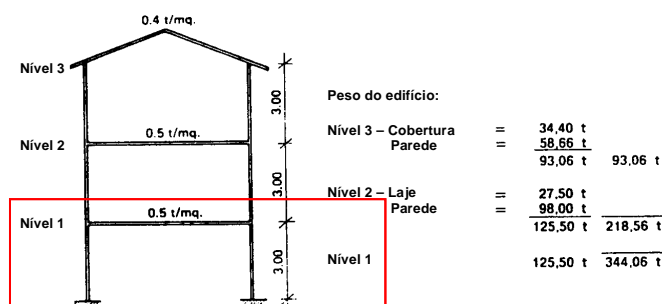 0.4 t/mq.
Nível 3
3.00
0.5 t/mq.
Nível 2
3.00
0.5 t/mq.
Nível 1
3.00
Peso do edifício:
Nível 3 – Cobertura = 34,40 t
Parede = 58,66 t
93,06 t 93,06 t
Nível 2 – Laje = 27,50 t
Parede = 98,00 t
125,50 t 218,56 t
Nível 1 125,50 t 344,06 t